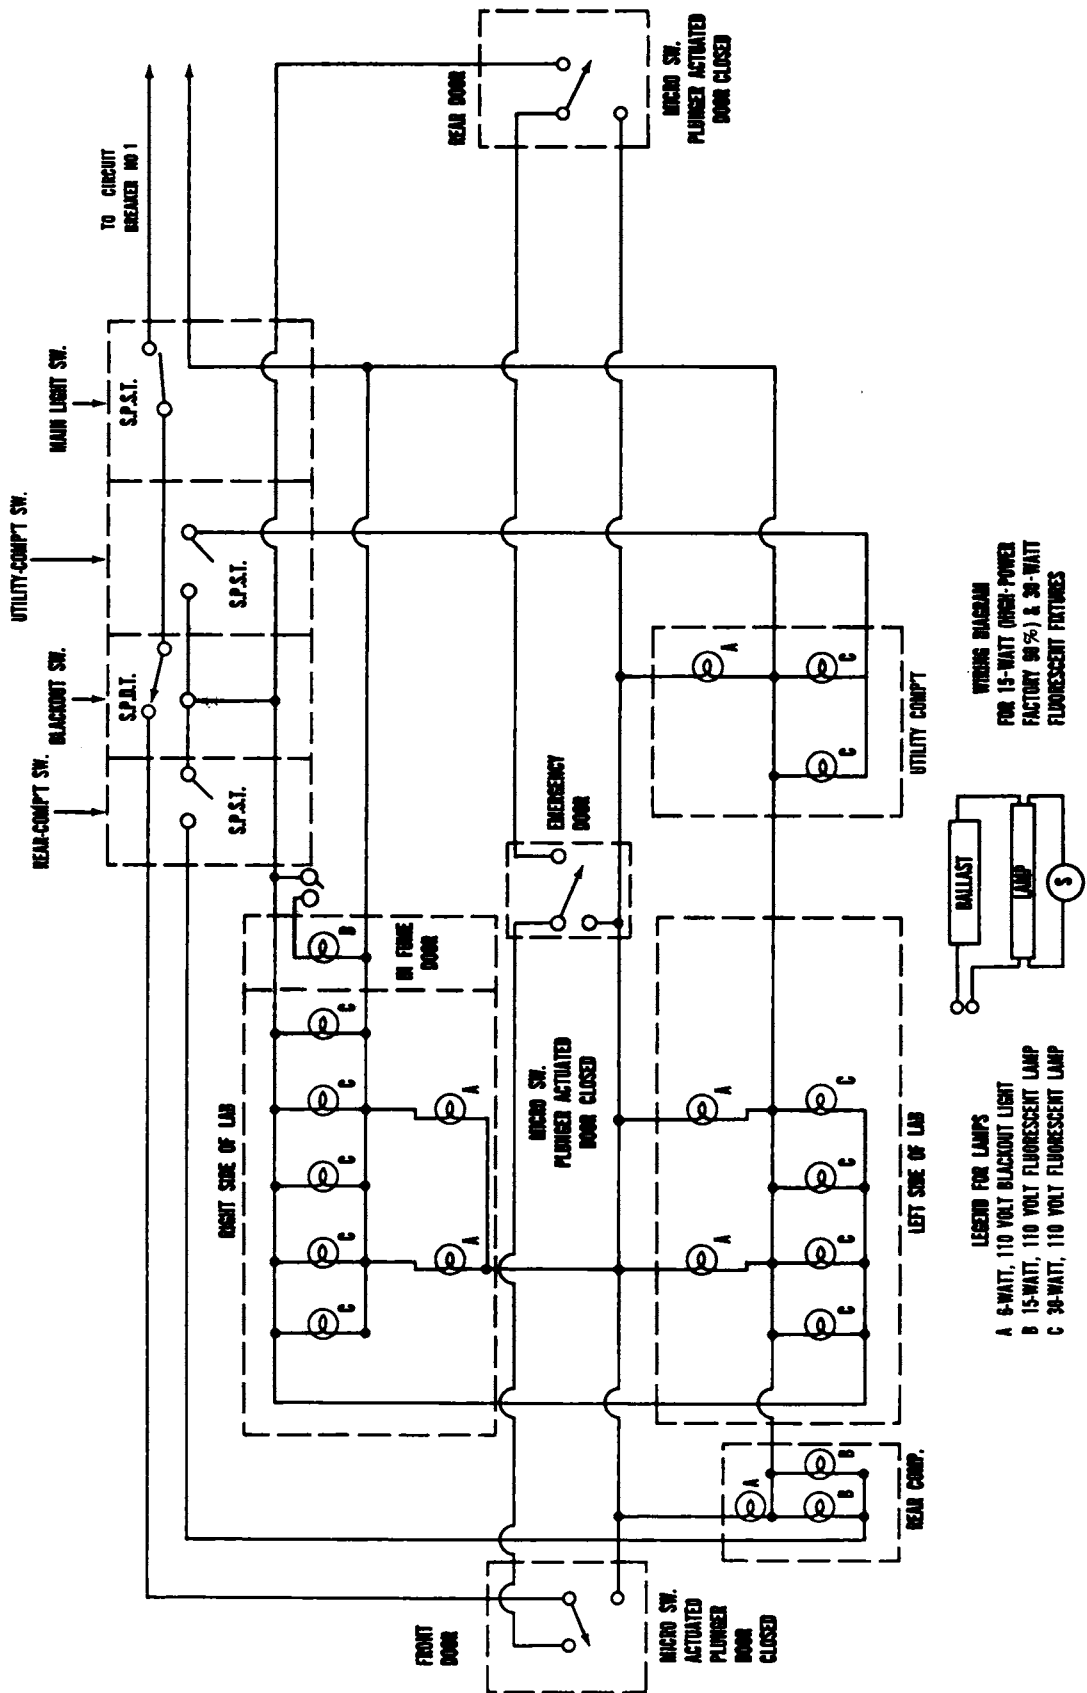 TO CIRCUIT
BREAKER NO 1
MAIN LIGHT SW.
S.P.S.T.
UTILITY-COMP'T SW.
S.P.S.T.
BLACKOUT SW.
S.P.D.T.
REAR-COMP'T SW.
S.P.S.T.
REAR DOOR
MICRO SW.
PLUNGER ACTUATED
DOOR CLOSED
RIGHT SIDE OF LAB
C
C
C
C
C
B
IN FUME
DOOR
A
A
EMERGENCY
DOOR
MICRO SW.
PLUNGER ACTUATED
DOOR CLOSED
FRONT
DOOR
MICRO SW.
ACTUATED
PLUNGER
DOOR
CLOSED
A
B
B
REAR COMP.
A
A
C
C
C
C
LEFT SIDE OF LAB
A
C
C
UTILITY COMP'T
LEGEND FOR LAMPS
A 6-WATT, 110 VOLT BLACKOUT LIGHT
B 15-WATT, 110 VOLT FLUORESCENT LAMP
C 30-WATT, 110 VOLT FLUORESCENT LAMP
BALLAST
LAMP
S
WIRING DIAGRAM
FOR 15-WATT (HIGH-POWER
FACTORY 90%) & 30-WATT
FLUORESCENT FIXTURES